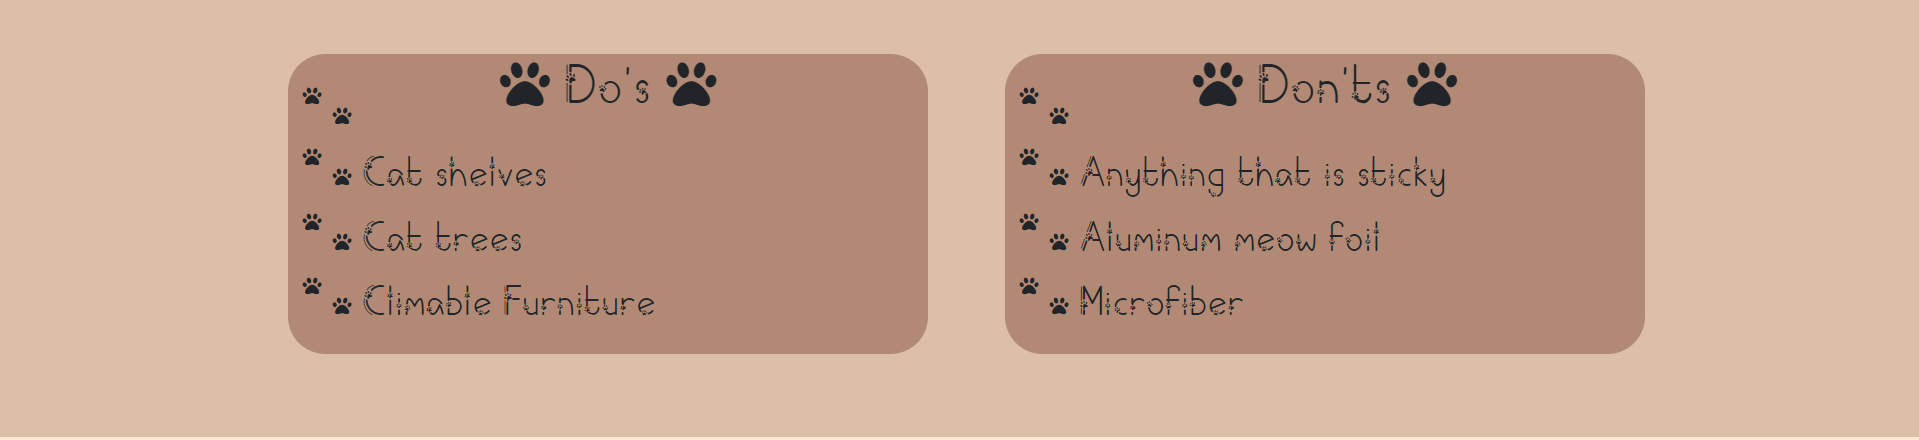 Do's
Cat shelves
Cat trees
Climable Furniture
Don'ts
Anything that is sticky
Aluminum meow foil
Microfiber